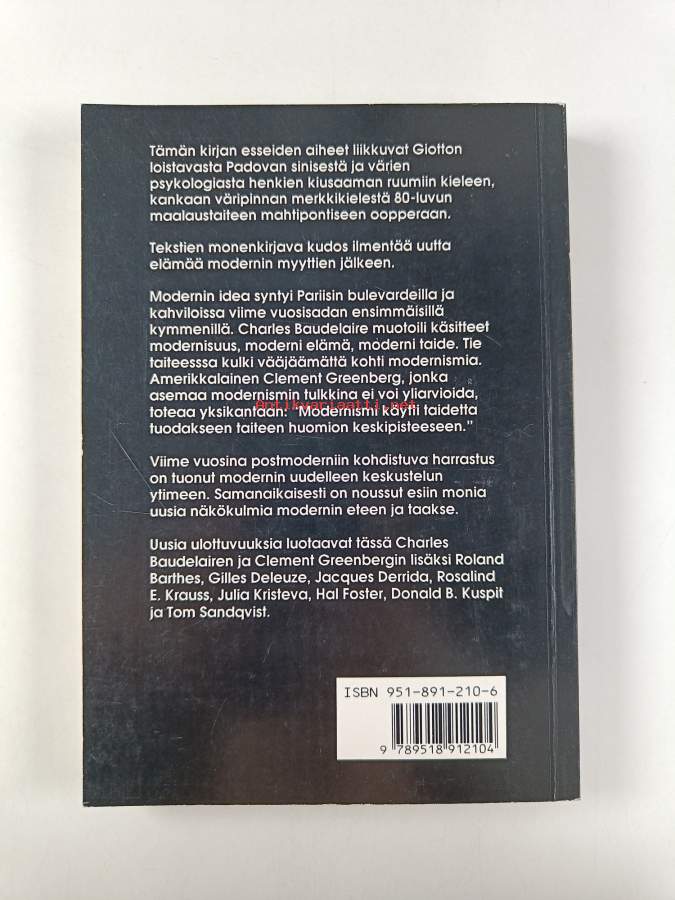 Tämän kirjan esseiden aiheet liikkuvat Giotton
loistavasta Padovan sinisestä ja värien
psykologiasta henkien kiusaaman ruumiin kieleen,
kankaan väripinnan merkkikielestä 80-luvun
maalaustaiteen mahtipontiseen oopperaan.
Tekstien monenkirjava kudos ilmentää uutta
elämää modernin myyttien jälkeen.
Modernin idea syntyi Pariisin bulevardeilla ja
kahviloissa viime vuosisadan ensimmäisillä
kymmenillä. Charles Baudelaire muotoili käsitteet
modernisuus, moderni elämä, moderni taide. Tie
taiteesssa kulki vääjäämättä kohti modernismia.
Amerikkalainen Clement Greenberg, jonka
asemaa modernismin tulkkina ei voi yliarvioida,
toteaa yksikantaan: "Modernismi käytti taidetta
Antikvariaatti.net
tuodakseen taiteen huomion keskipisteeseen."
Viime vuosina postmoderniin kohdistuva harrastus
on tuonut modernin uudelleen keskustelun
ytimeen. Samanaikaisesti on noussut esiin monia
uusia näkökulmia modernin eteen ja taakse.
Uusia ulottuvuuksia luotaavat tässä Charles
Baudelairen ja Clement Greenbergin lisäksi Roland
Barthes, Gilles Deleuze, Jacques Derrida, Rosalind
E. Krauss, Julia Kristeva, Hal Foster, Donald B. Kuspit
ja Tom Sandqvist.
ISBN 951-891-210-6
9 789518 912104